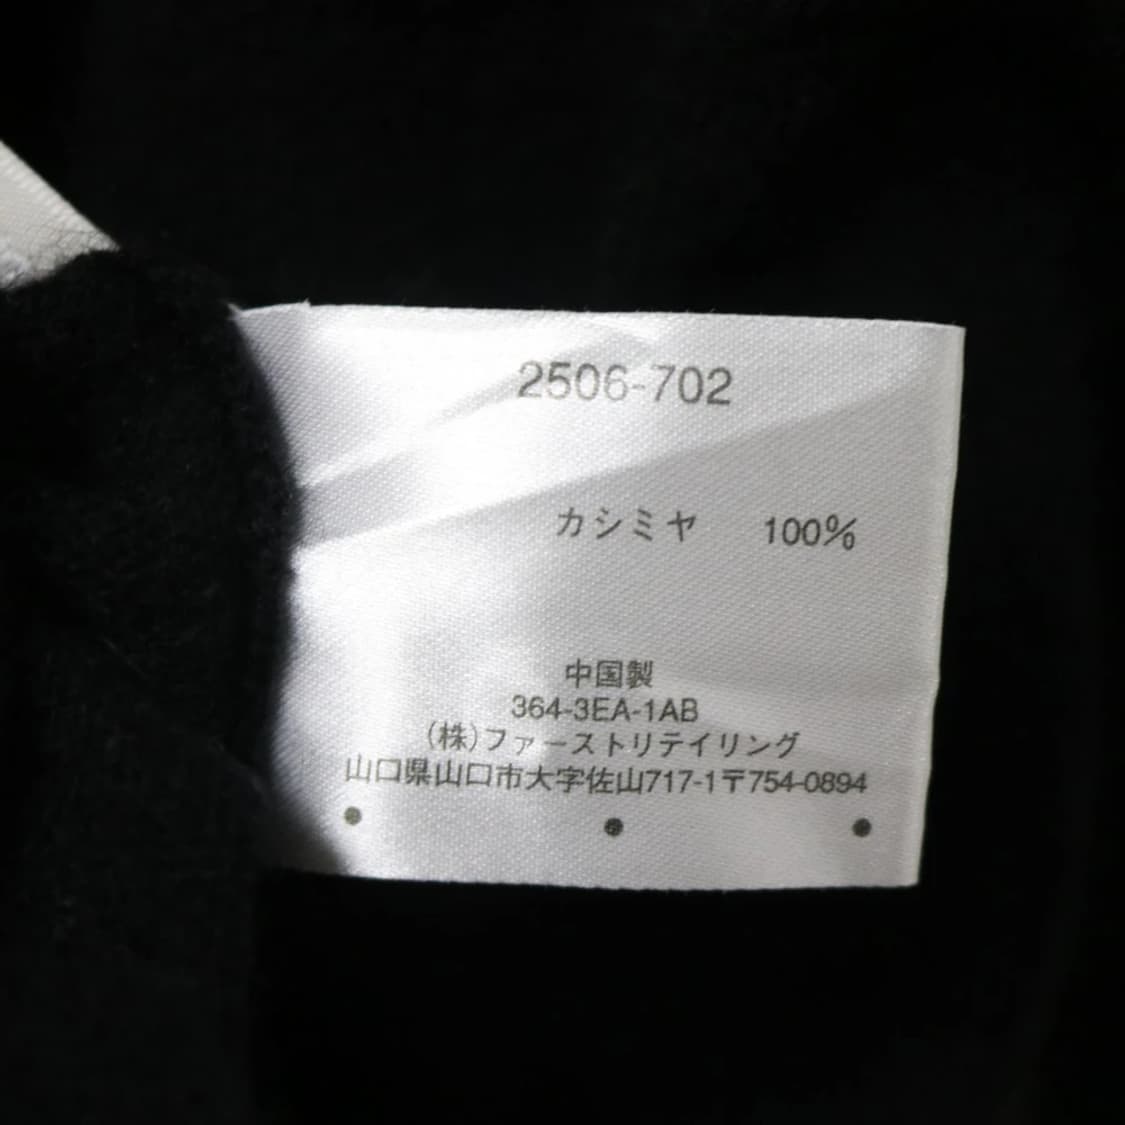 2506-702
カシミヤ 100%
中国製
364-3EA-1AB
(株)ファーストリテイリング
山口県山口市大字佐山717-1〒754-0894